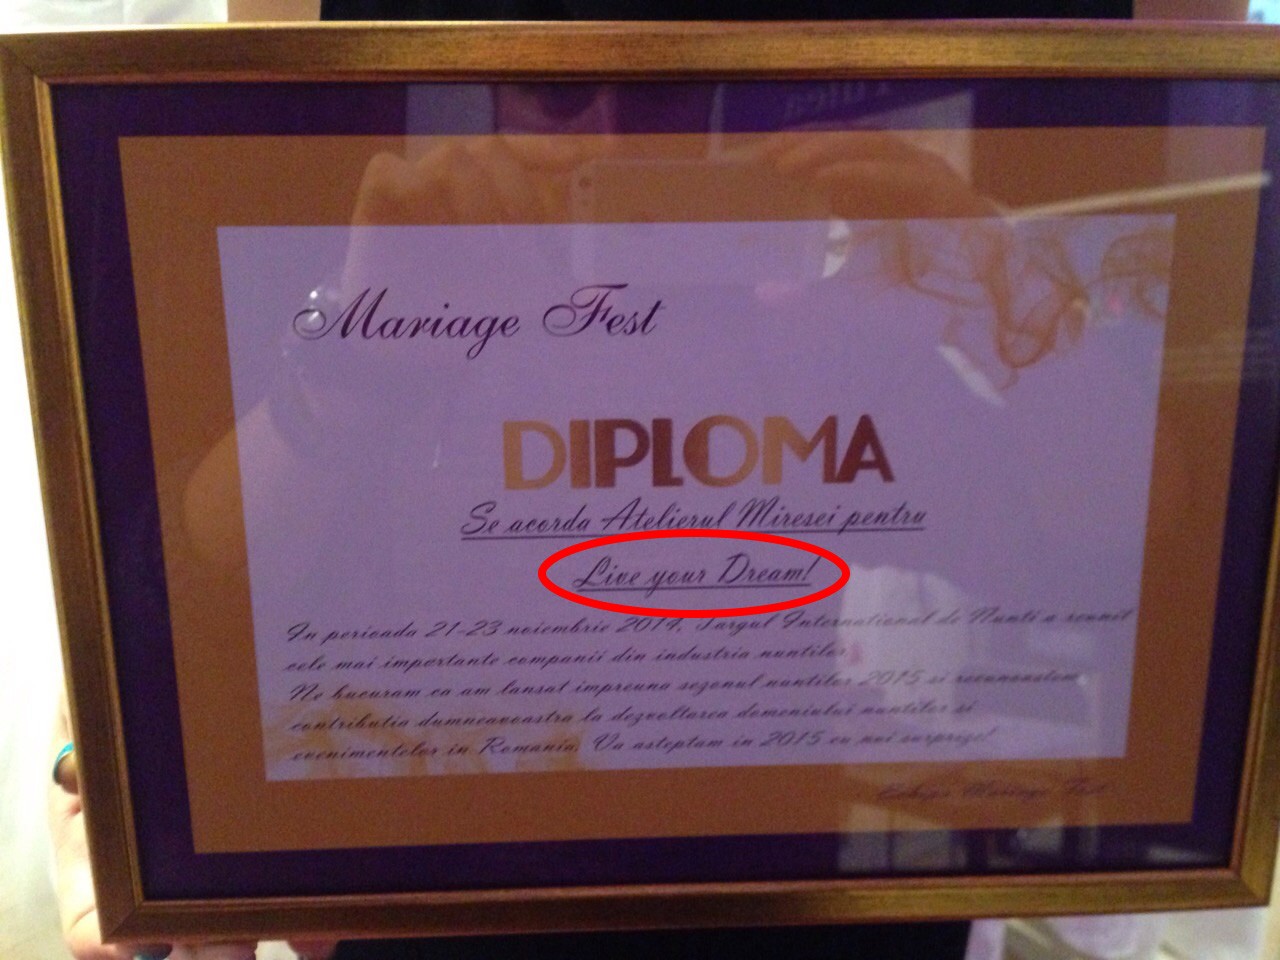 Mariage Fest
DIPLOMA
Se acorda Atelierul Miresei pentru
Live your Dream!
In perioada 21-23 noiembrie 2014, Targul International de Nunti a reunit
cele mai importante companii din industria nuntilor.
Ne bucuram ca am lansat impreuna sezonul nuntilor 2015 si recunoastem
contributia dumneavoastra la dezvoltarea domeniului nuntilor si
evenimentelor in Romania. Va asteptam in 2015 cu noi surprize!
Echipa Mariage Fest